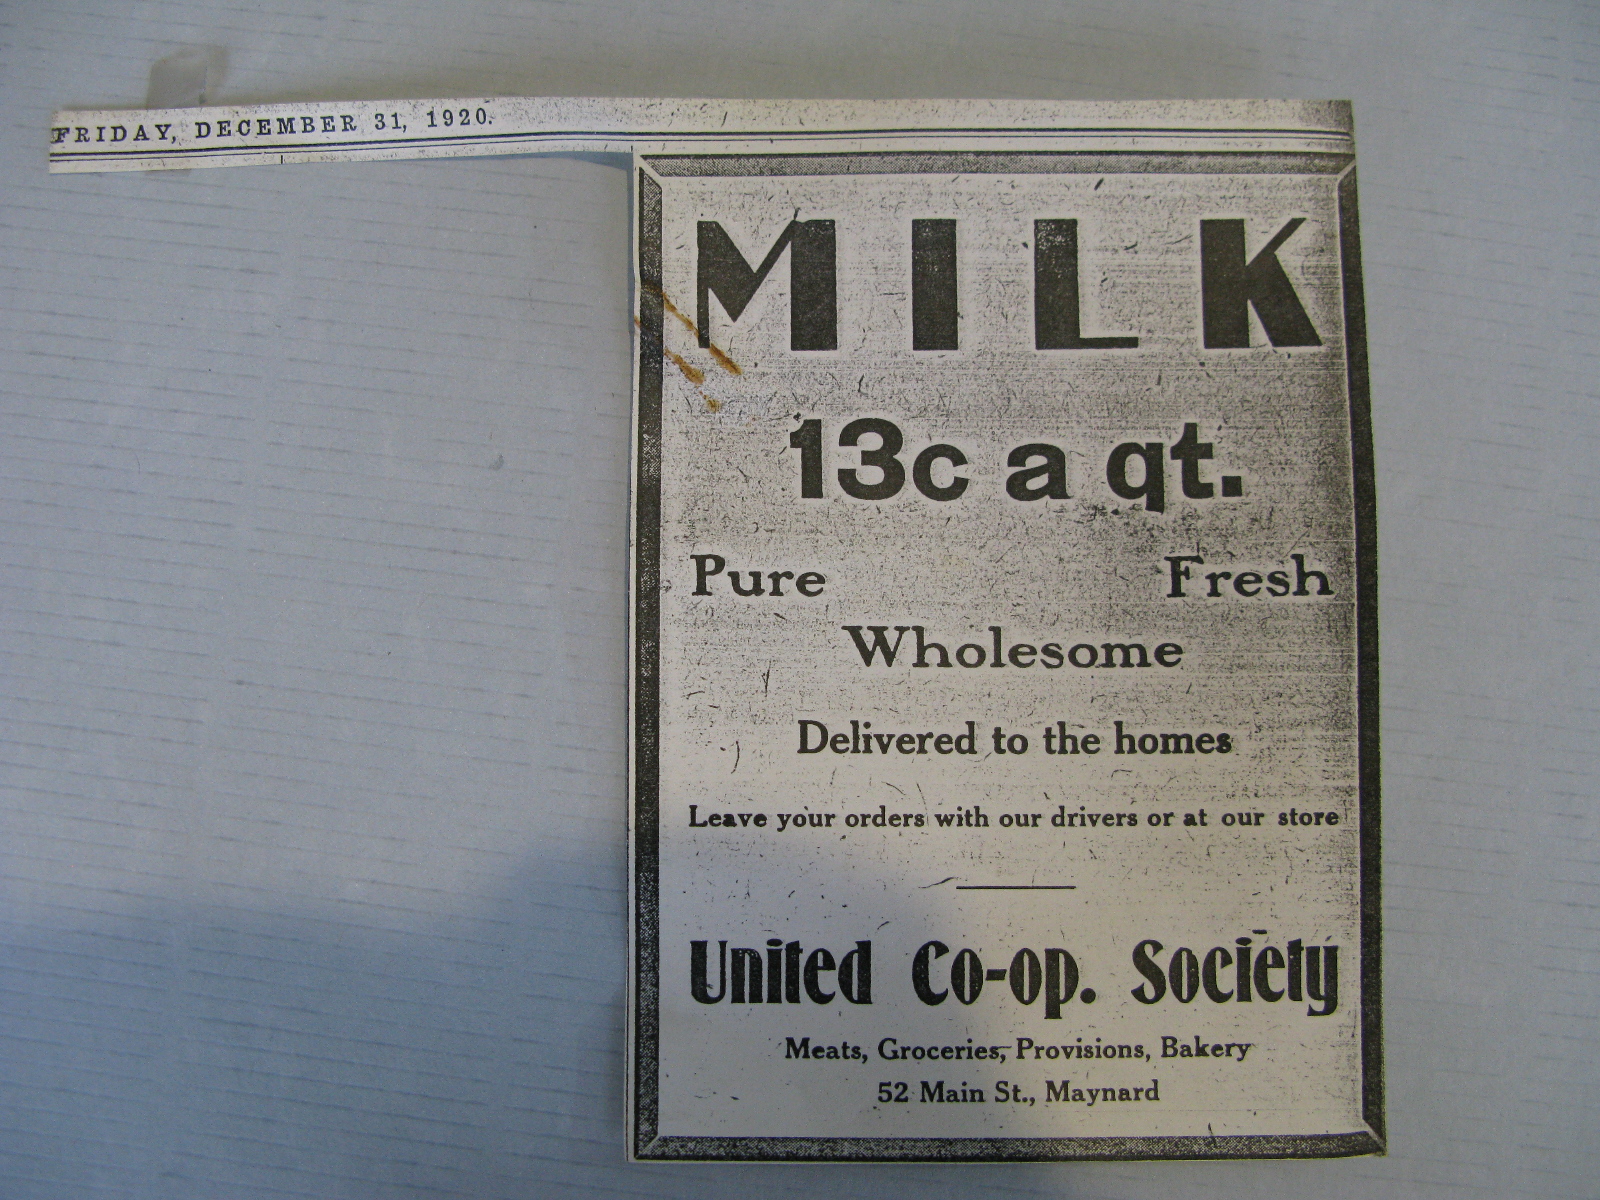 FRIDAY, DECEMBER 31, 1920.
MILK
13c a qt.
Pure Fresh
Wholesome
Delivered to the homes
Leave your orders with our drivers or at our store
United Co-op. Society
Meats, Groceries, Provisions, Bakery
52 Main St., Maynard